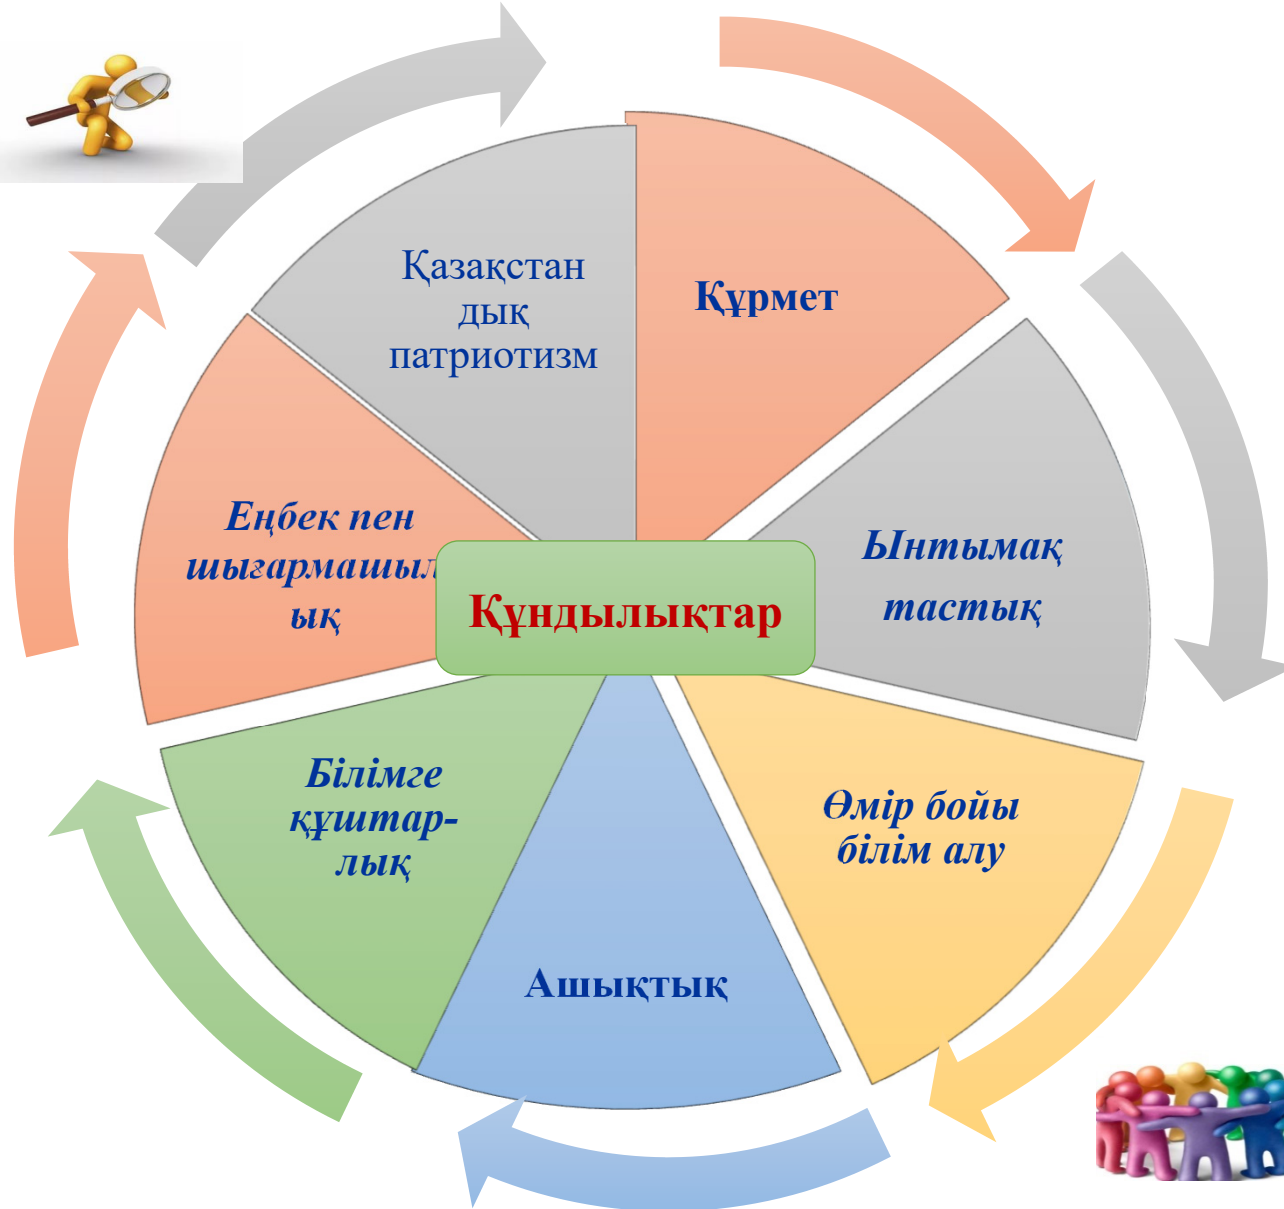 Қазақстан
дық
патриотизм
Құрмет
Ынтымақ
тастық
Өмір бойы
білім алу
Ашықтық
Білімге
құштар-
лық
Еңбек пен
шығармашыл
ық
Құндылықтар